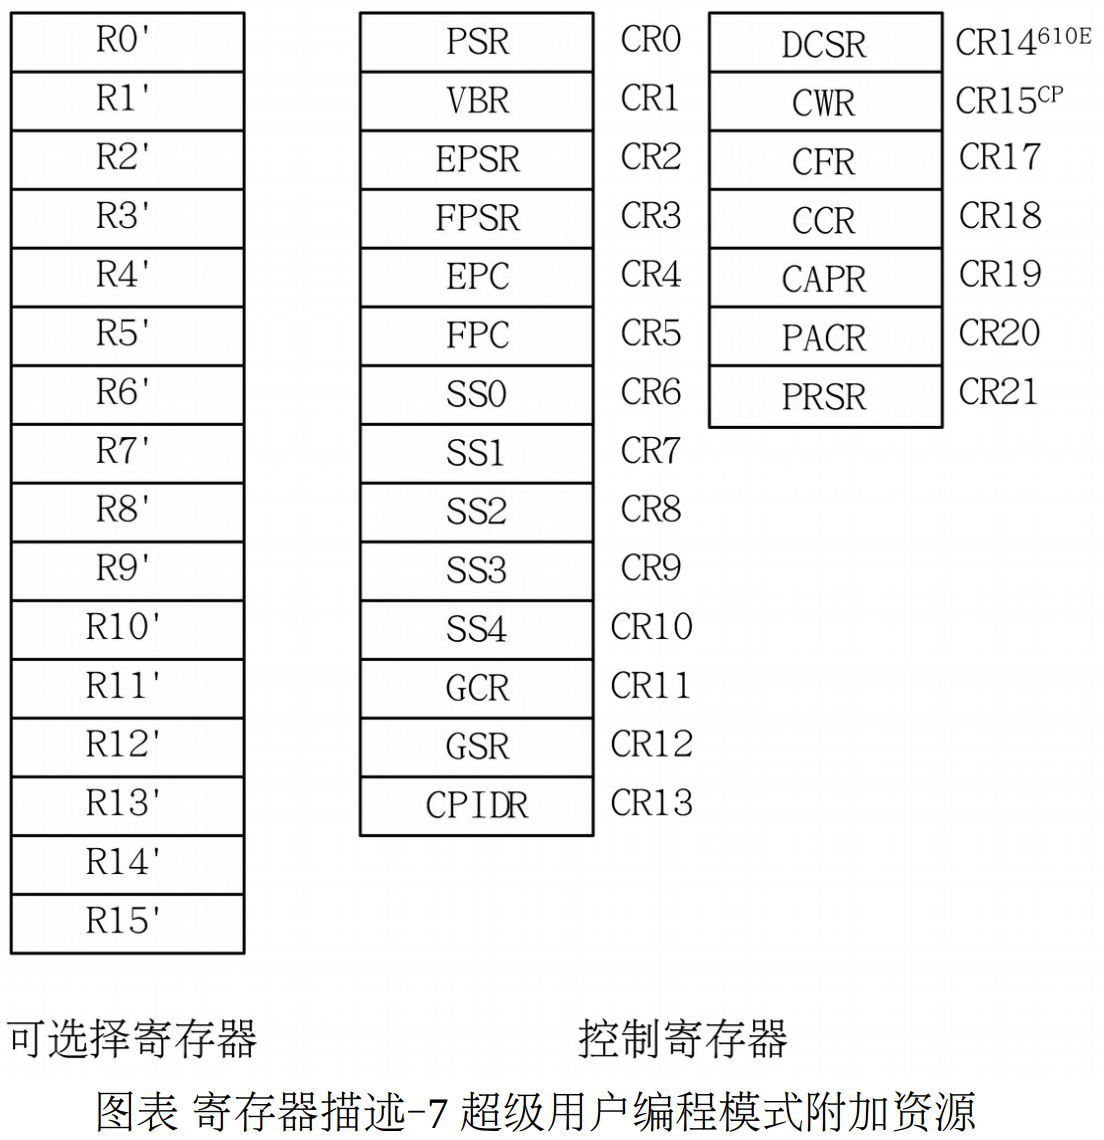 R0' PSR CR0 DCSR CR14610E
R1' VBR CR1 CWR CR15CP
R2' EPSR CR2 CFR CR17
R3' FPSR CR3 CCR CR18
R4' EPC CR4 CAPR CR19
R5' FPC CR5 PACR CR20
R6' SS0 CR6 PRSR CR21
R7' SS1 CR7
R8' SS2 CR8
R9' SS3 CR9
R10' SS4 CR10
R11' GCR CR11
R12' GSR CR12
R13' CPIDR CR13
R14'
R15'
可选择寄存器 控制寄存器
图表 寄存器描述-7 超级用户编程模式附加资源